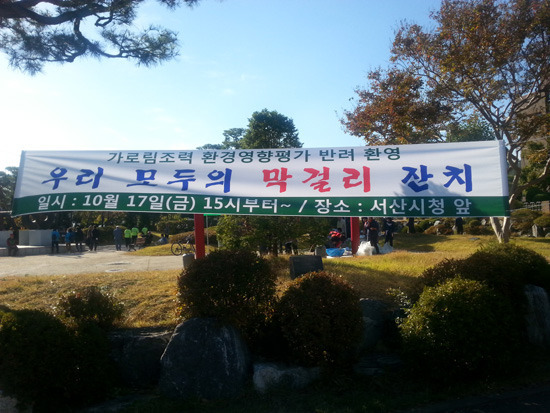 가로림조력 환경영향평가 반려 환영
우리 모두의 막걸리 잔치
일시 : 10월 17일(금) 15시부터~ / 장소 : 서산시청 앞